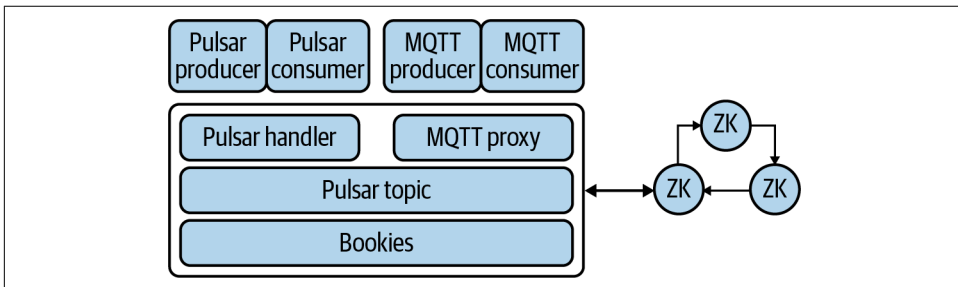 Pulsar
producer
Pulsar
consumer
MQTT
producer
MQTT
consumer
Pulsar handler
MQTT proxy
Pulsar topic
Bookies
ZK
ZK
ZK